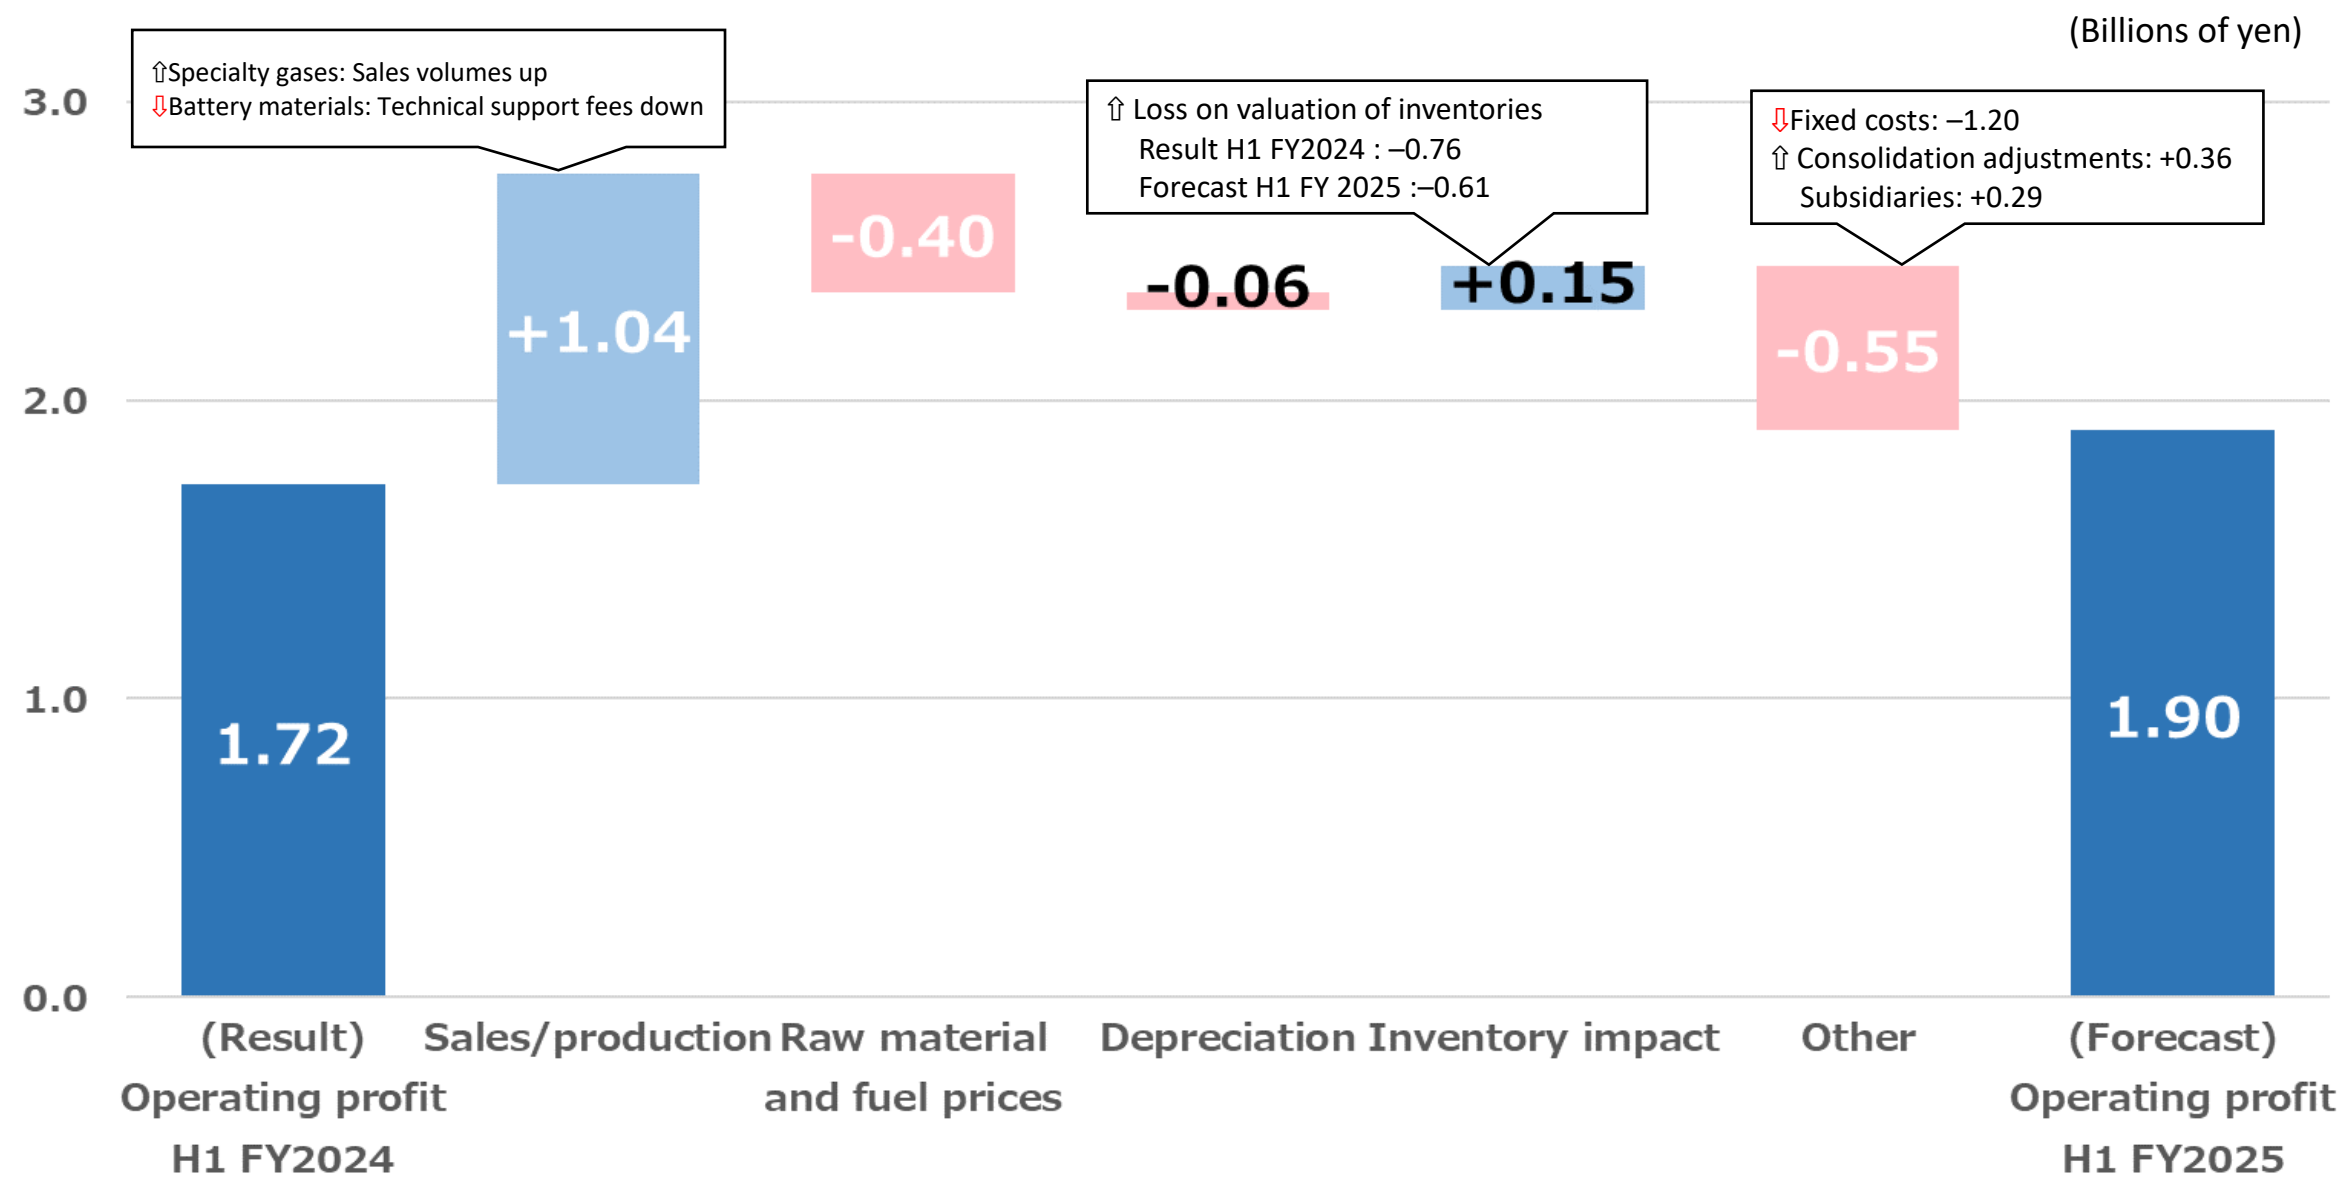 (Billions of yen)
⇧Specialty gases: Sales volumes up
⇩Battery materials: Technical support fees down
⇧ Loss on valuation of inventories
Result H1 FY2024 : –0.76
Forecast H1 FY 2025 :–0.61
⇩Fixed costs: –1.20
⇧ Consolidation adjustments: +0.36
Subsidiaries: +0.29
3.0
2.0
1.0
0.0
1.72
+1.04
-0.40
-0.06
+0.15
-0.55
1.90
(Result)
Operating profit
H1 FY2024
Sales/production
Raw material
and fuel prices
Depreciation
Inventory impact
Other
(Forecast)
Operating profit
H1 FY2025